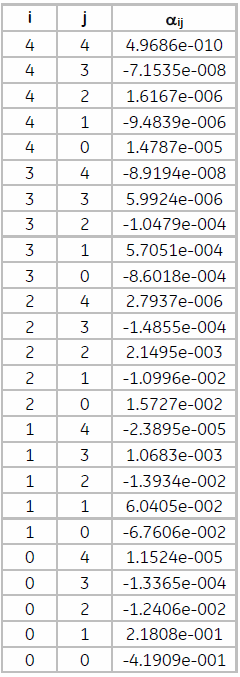 i j αij
4 4 4.9686e-010
4 3 -7.1535e-008
4 2 1.6167e-006
4 1 -9.4839e-006
4 0 1.4787e-005
3 4 -8.9194e-008
3 3 5.9924e-006
3 2 -1.0479e-004
3 1 5.7051e-004
3 0 -8.6018e-004
2 4 2.7937e-006
2 3 -1.4855e-004
2 2 2.1495e-003
2 1 -1.0996e-002
2 0 1.5727e-002
1 4 -2.3895e-005
1 3 1.0683e-003
1 2 -1.3934e-002
1 1 6.0405e-002
1 0 -6.7606e-002
0 4 1.1524e-005
0 3 -1.3365e-004
0 2 -1.2406e-002
0 1 2.1808e-001
0 0 -4.1909e-001